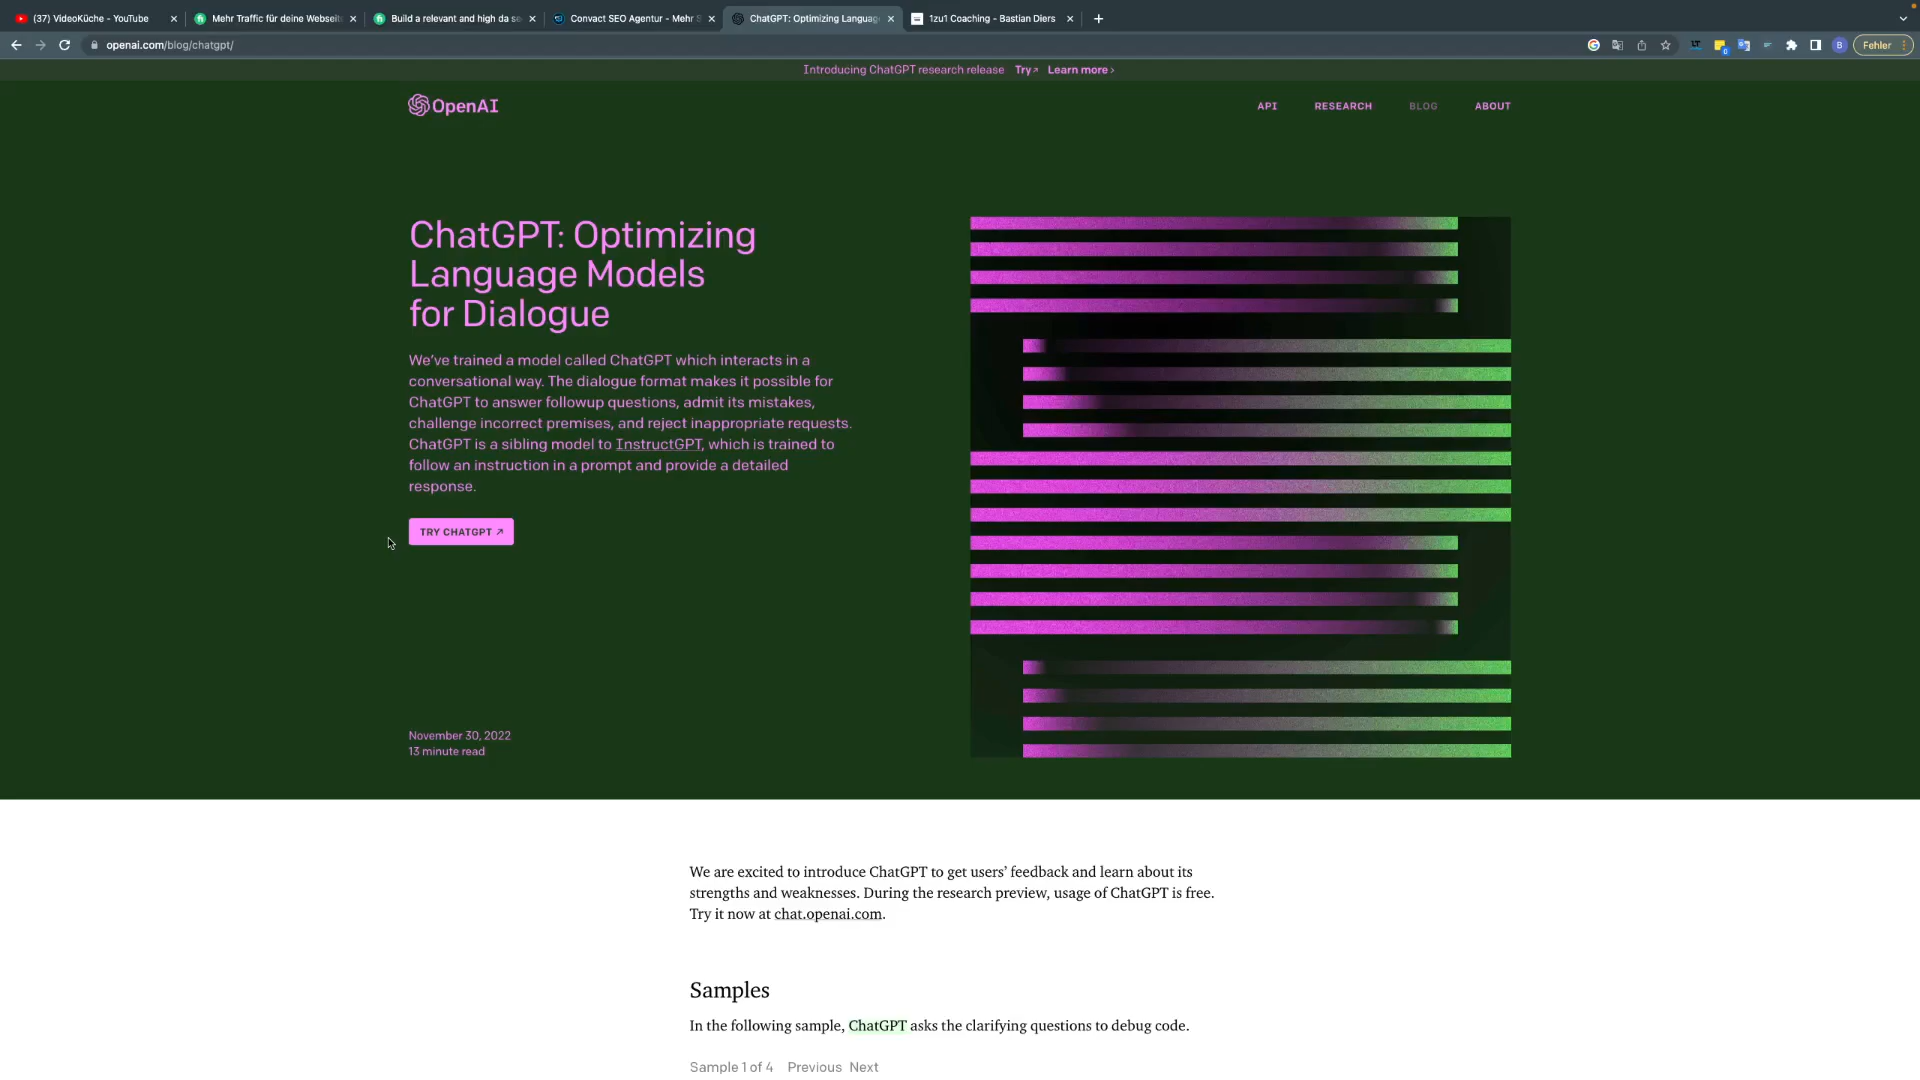 (37) VideoKüche - YouTube
Mehr Traffic für deine Webseit
Build a relevant and high da se
Convact SEO Agentur - Mehr S
ChatGPT: Optimizing Language
1zu1 Coaching - Bastian Diers
openai.com/blog/chatgpt/
B
Fehler
Introducing ChatGPT research release Try↗ Learn more ›
OpenAI
API
RESEARCH
BLOG
ABOUT
ChatGPT: Optimizing
Language Models
for Dialogue
We've trained a model called ChatGPT which interacts in a
conversational way. The dialogue format makes it possible for
ChatGPT to answer followup questions, admit its mistakes,
challenge incorrect premises, and reject inappropriate requests.
ChatGPT is a sibling model to InstructGPT, which is trained to
follow an instruction in a prompt and provide a detailed
response.
TRY CHATGPT ↗
November 30, 2022
13 minute read
We are excited to introduce ChatGPT to get users' feedback and learn about its
strengths and weaknesses. During the research preview, usage of ChatGPT is free.
Try it now at chat.openai.com.
Samples
In the following sample, ChatGPT asks the clarifying questions to debug code.
Sample 1 of 4 Previous Next